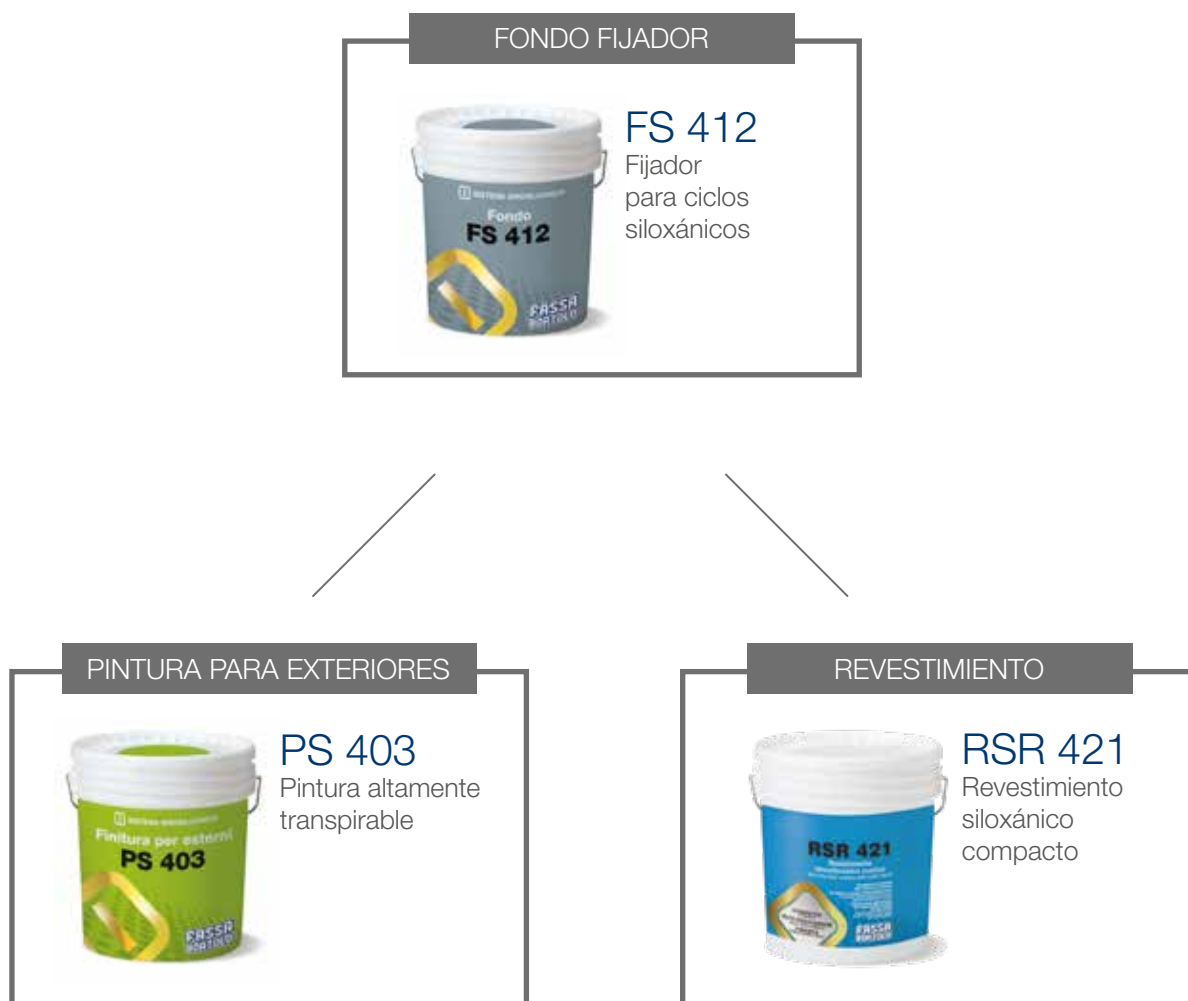 FONDO FIJADOR
FS 412
Fijador
para ciclos
siloxánicos
Fondo
FS 412
FASSA
BORTOLO
PINTURA PARA EXTERIORES
PS 403
Pintura altamente
transpirable
Finitura per esterni
PS 403
FASSA
BORTOLO
REVESTIMIENTO
RSR 421
Revestimiento
siloxánico
compacto
RSR 421
FASSA
BORTOLO